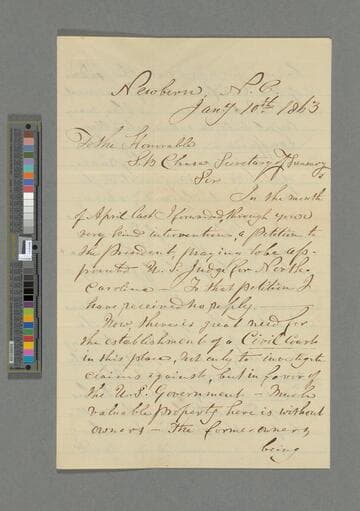 Newbern, N. C.
Jany 10th 1863
To the Honorable
S. P. Chase Secretary of Treasury
Sir
In the month
of April last I forwarded, through your
very kind intervention, a petition to
the President, praying to be ap-
pointed U. S. Judge for North
Carolina — To that petition I
have received no reply.
Now, there is great need for
the establishment of a Civil Court
in this place, not only to investigate
claims against, but in favor of
the U. S. Government — Much
valuable property here is without
owners — the former owners
being